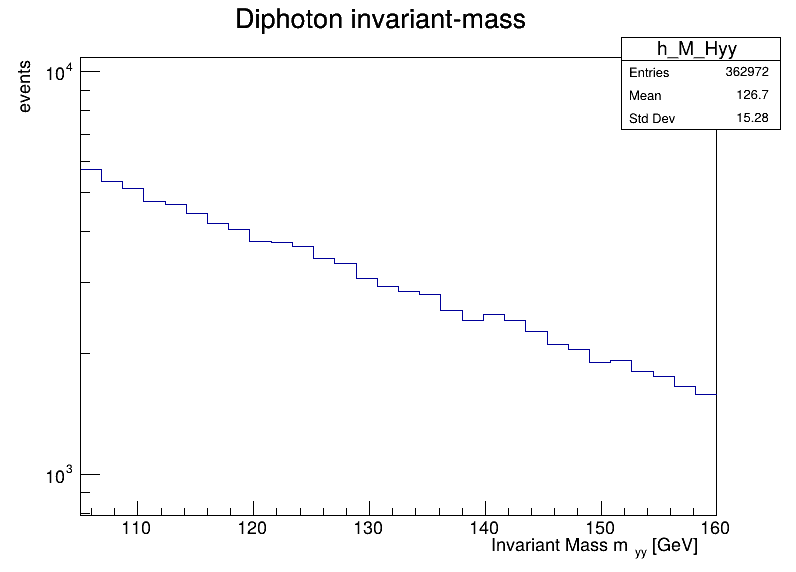 Diphoton invariant-mass
h_M_Hyy
Entries 362972
Mean 126.7
Std Dev 15.28
events
10^4
10^3
110 120 130 140 150 160
Invariant Mass m yy [GeV]